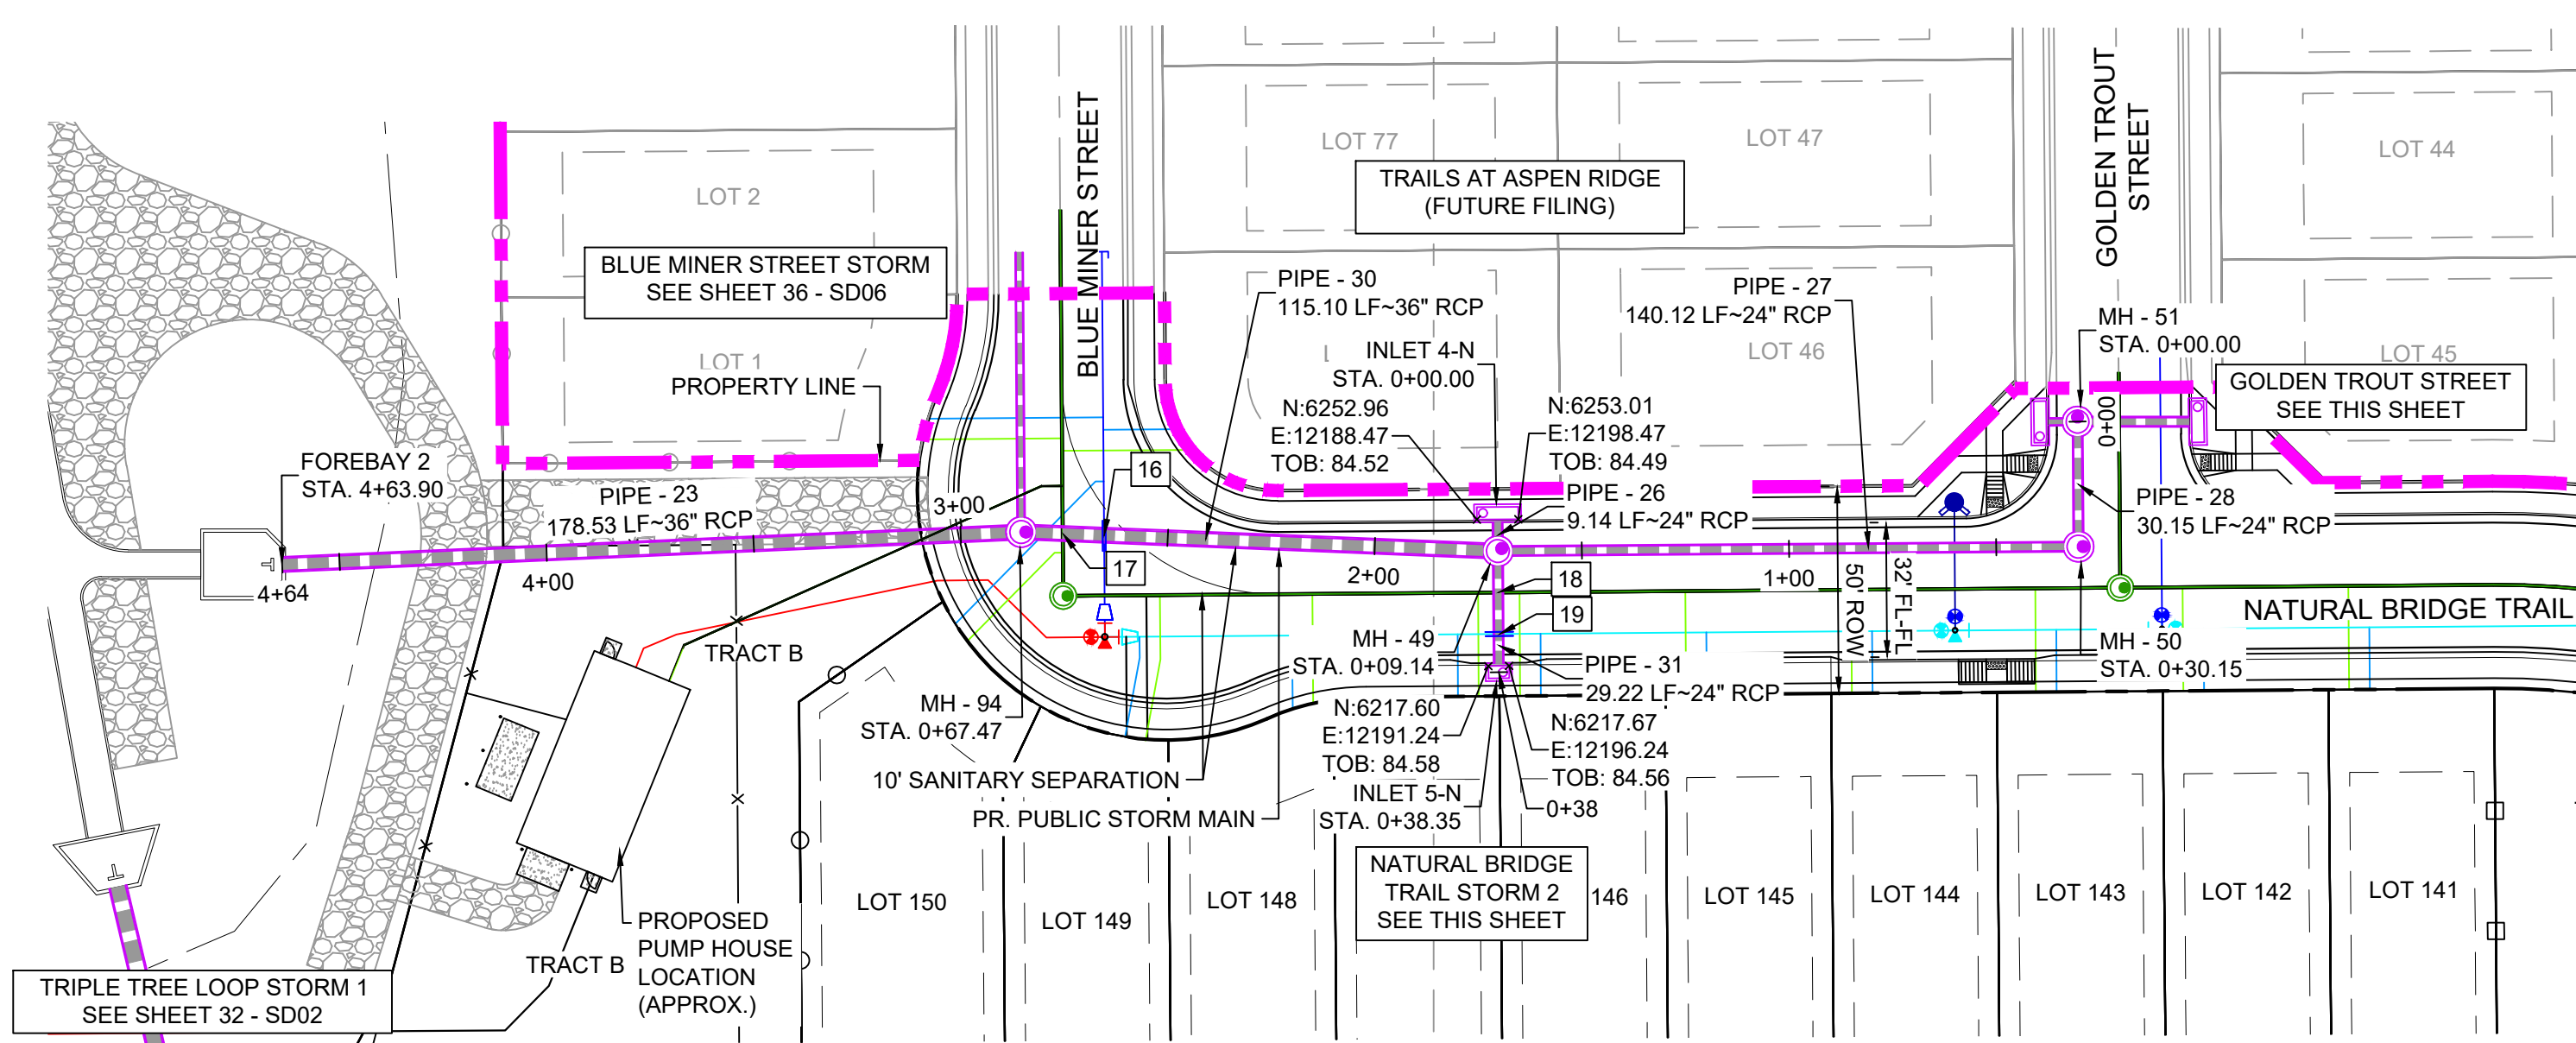 LOT 2
BLUE MINER STREET STORM
SEE SHEET 36 - SD06
LOT 1
PROPERTY LINE
FOREBAY 2
STA. 4+63.90
PIPE - 23
178.53 LF~36" RCP
4+64
4+00
3+00
BLUE MINER STREET
LOT 77
TRAILS AT ASPEN RIDGE
(FUTURE FILING)
LOT 47
PIPE - 30
115.10 LF~36" RCP
PIPE - 27
140.12 LF~24" RCP
INLET 4-N
STA. 0+00.00
LOT 46
N:6252.96
E:12188.47
TOB: 84.52
N:6253.01
E:12198.47
TOB: 84.49
PIPE - 26
9.14 LF~24" RCP
16
17
18
19
2+00
1+00
GOLDEN TROUT
STREET
LOT 44
MH - 51
STA. 0+00.00
LOT 45
GOLDEN TROUT STREET
SEE THIS SHEET
0+00
PIPE - 28
30.15 LF~24" RCP
50' ROW
32' FL-FL
NATURAL BRIDGE TRAIL
MH - 50
STA. 0+30.15
MH - 49
STA. 0+09.14
PIPE - 31
29.22 LF~24" RCP
TRACT B
MH - 94
STA. 0+67.47
N:6217.60
E:12191.24
TOB: 84.58
N:6217.67
E:12196.24
TOB: 84.56
10' SANITARY SEPARATION
INLET 5-N
STA. 0+38.35
0+38
PR. PUBLIC STORM MAIN
NATURAL BRIDGE
TRAIL STORM 2
SEE THIS SHEET
LOT 150
LOT 149
LOT 148
146
LOT 145
LOT 144
LOT 143
LOT 142
LOT 141
PROPOSED
PUMP HOUSE
LOCATION
(APPROX.)
TRACT B
TRIPLE TREE LOOP STORM 1
SEE SHEET 32 - SD02